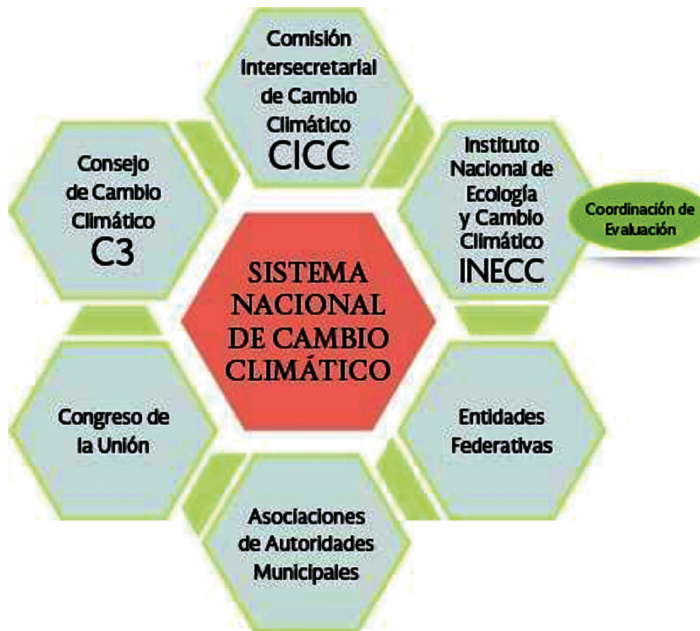 Comisión
Intersecretarial
de Cambio
Climático
CICC
Consejo
de Cambio
Climático
C3
Instituto
Nacional de
Ecología
y Cambio
Climático
INECC
Coordinación de
Evaluación
SISTEMA
NACIONAL
DE CAMBIO
CLIMÁTICO
Congreso de
la Unión
Entidades
Federativas
Asociaciones
de Autoridades
Municipales